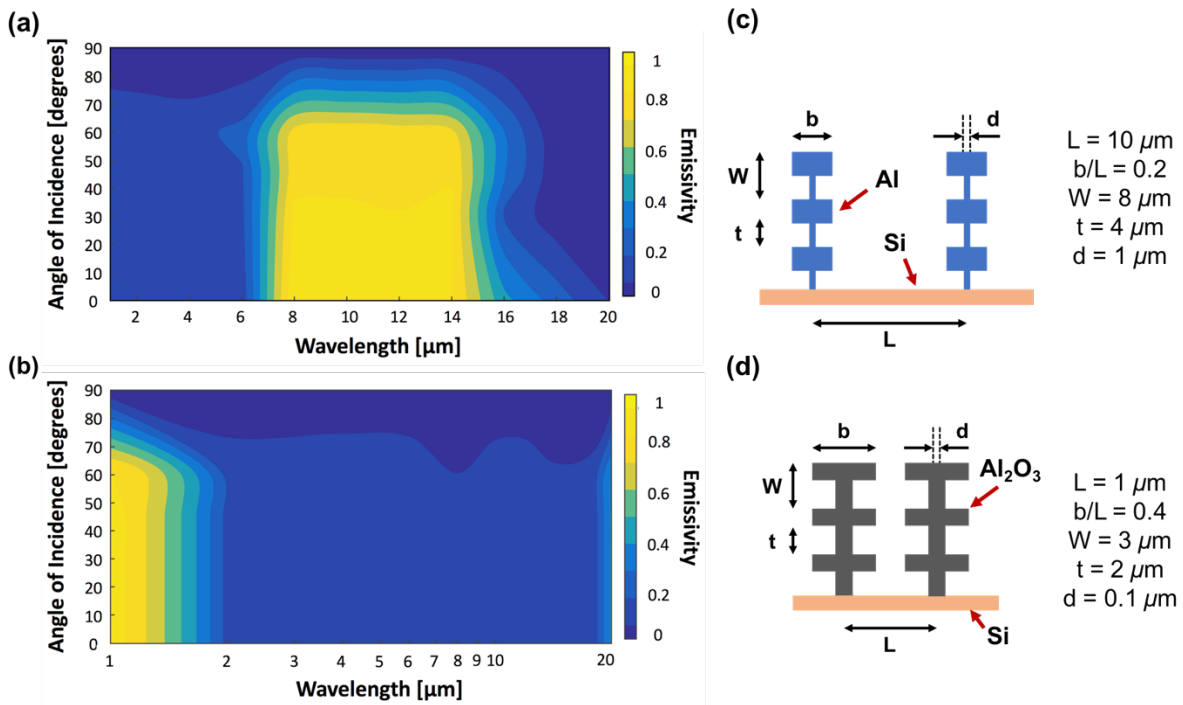 (a)
Angle of Incidence [degrees]
90
80
70
60
50
40
30
20
10
0
2 4 6 8 10 12 14 16 18 20
Wavelength [µm]
1
0.8
0.6
0.4
0.2
0
Emissivity
(b)
Angle of Incidence [degrees]
90
80
70
60
50
40
30
20
10
0
1 2 3 4 5 6 7 8 9 10 20
Wavelength [µm]
1
0.8
0.6
0.4
0.2
0
Emissivity
(c)
b d
W
Al
t
Si
L
L = 10 µm
b/L = 0.2
W = 8 µm
t = 4 µm
d = 1 µm
(d)
b d
W
Al₂O₃
t
Si
L
L = 1 µm
b/L = 0.4
W = 3 µm
t = 2 µm
d = 0.1 µm